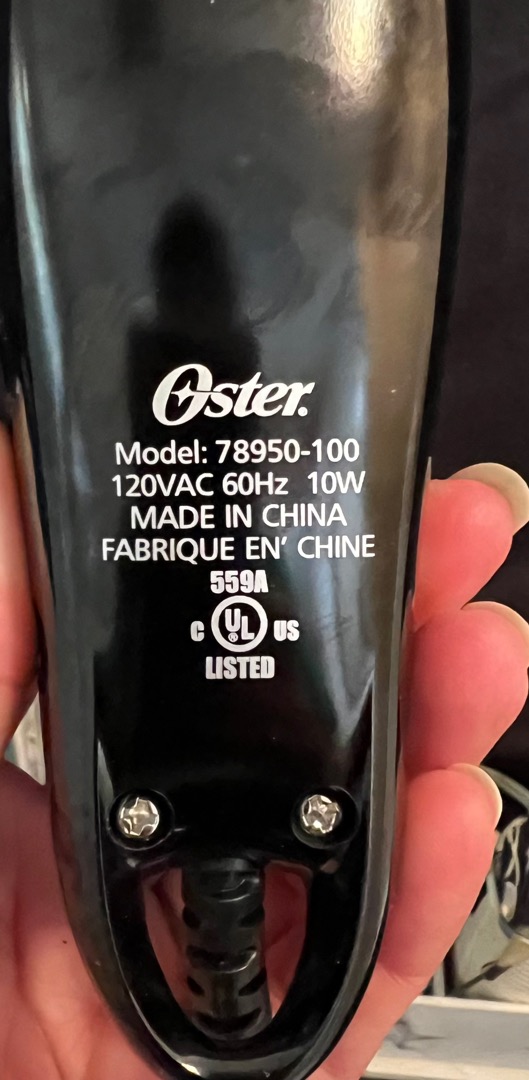 Oster.
Model: 78950-100
120VAC 60Hz 10W
MADE IN CHINA
FABRIQUE EN' CHINE
559A
C UL ® US
LISTED